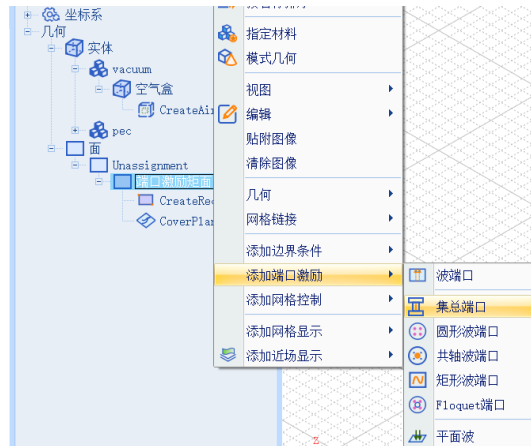 坐标系
几何
实体
vacuum
空气盒
CreateAi
pec
面
Unassignment
端口激励矩面
CreateRec
CoverPlan
指定材料
模式几何
视图
编辑
贴附图像
清除图像
几何
网格链接
添加边界条件
添加端口激励
添加网格控制
添加网格显示
添加近场显示
波端口
集总端口
圆形波端口
共轴波端口
矩形波端口
Floquet端口
平面波
Z